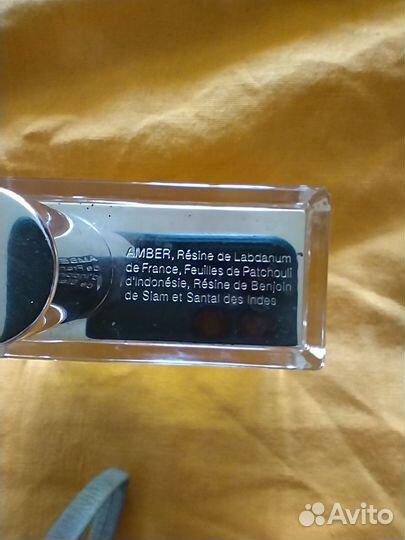 AMBER, Résine de Labdanum
de France, Feuilles de Patchouli
d'Indonésie, Résine de Benjoin
de Siam et Santal des Indes
Avito